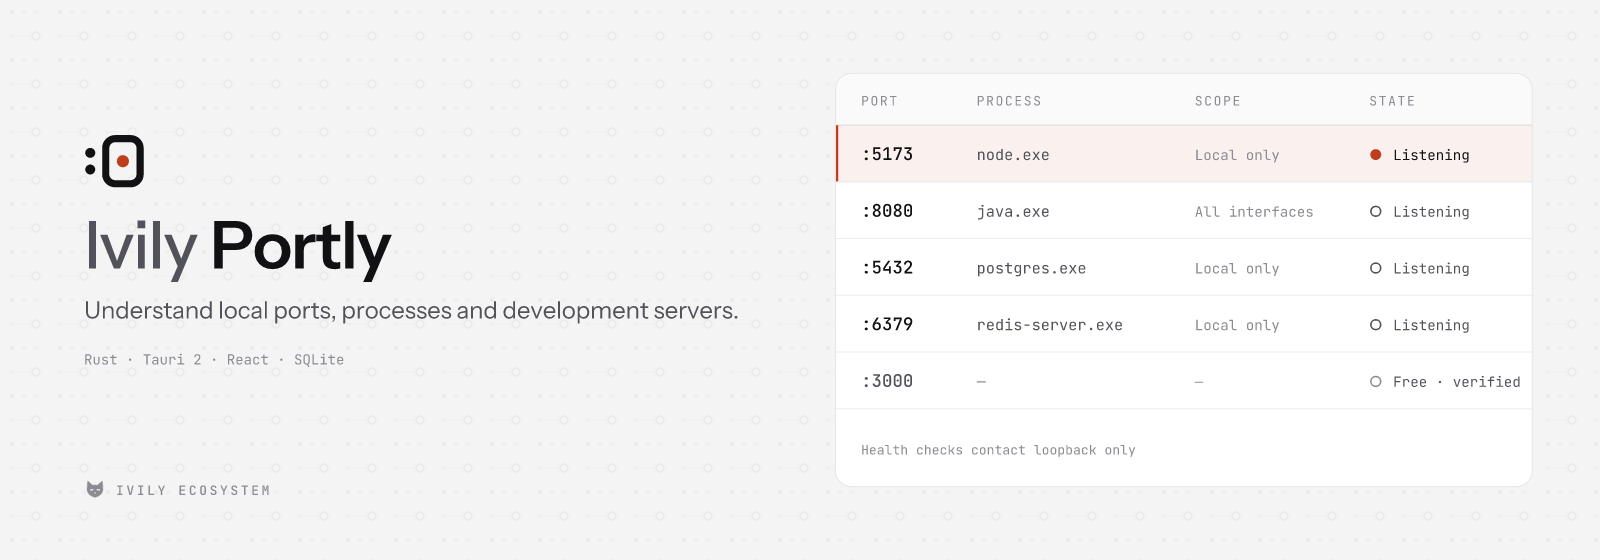 Ivily Portly
Understand local ports, processes and development servers.
Rust · Tauri 2 · React · SQLite
IVILY ECOSYSTEM
PORT PROCESS SCOPE STATE
:5173 node.exe Local only Listening
:8080 java.exe All interfaces Listening
:5432 postgres.exe Local only Listening
:6379 redis-server.exe Local only Listening
:3000 — — Free · verified
Health checks contact loopback only